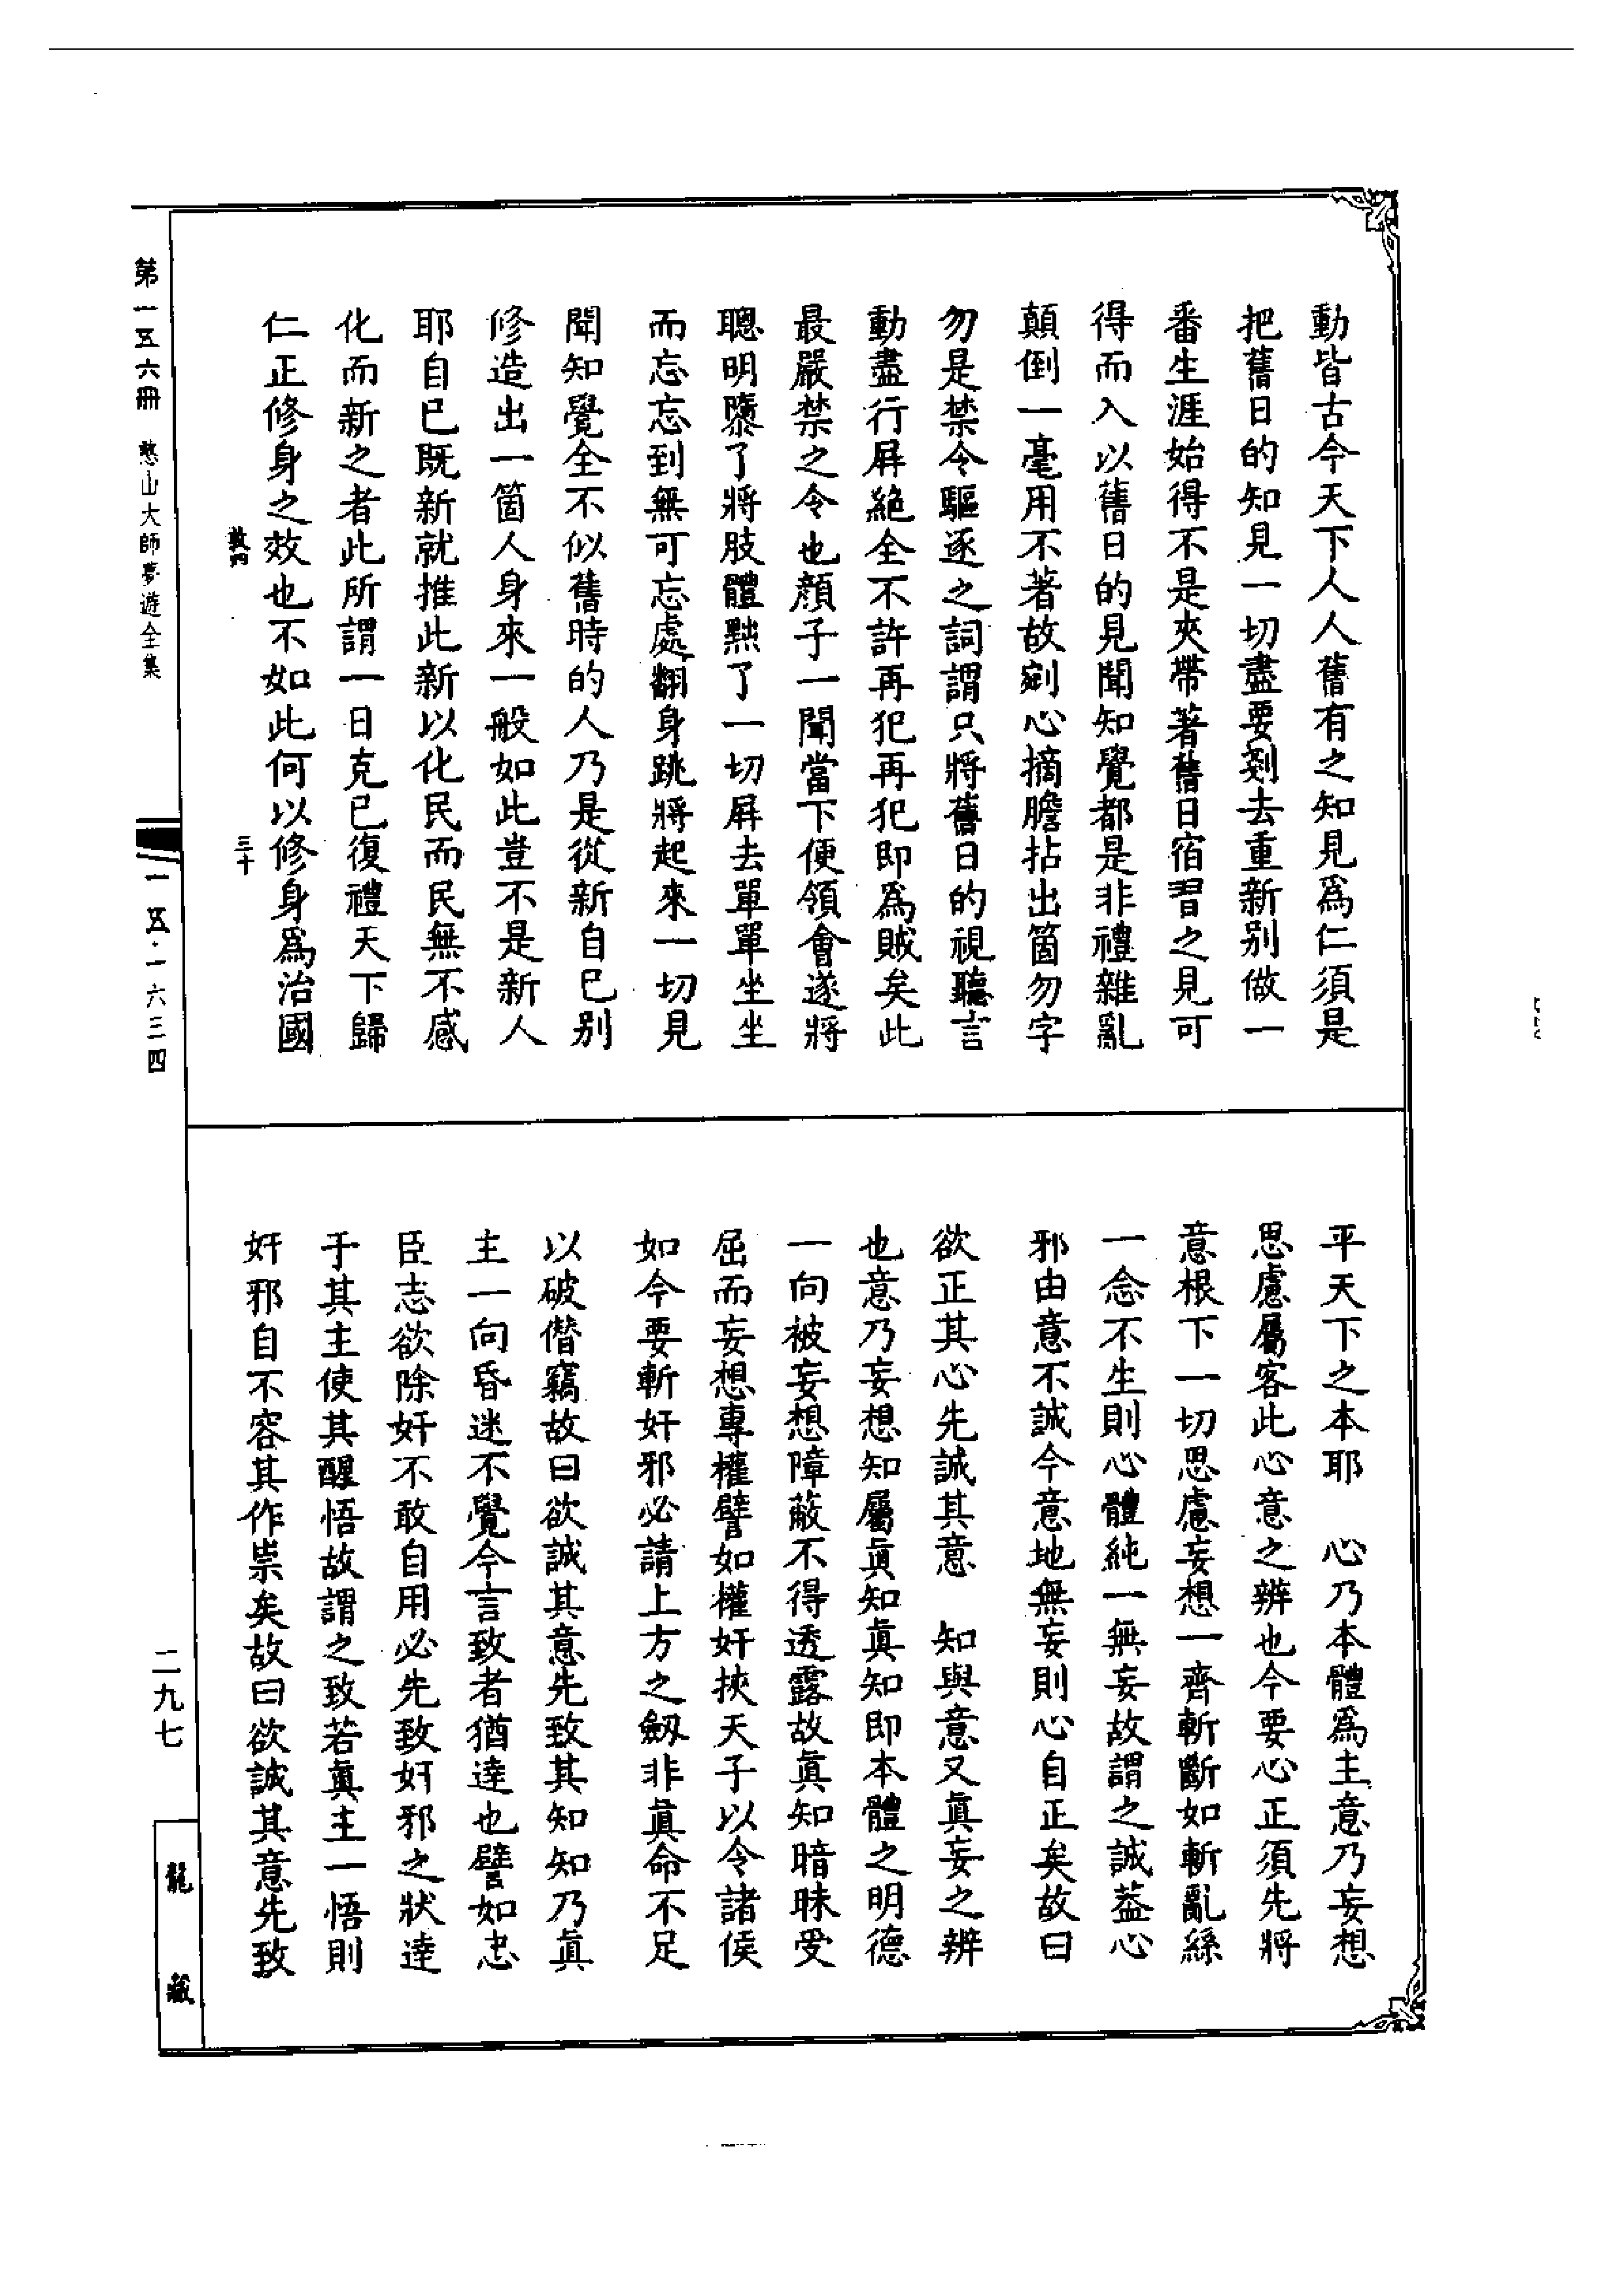 動皆古今天下人人舊有之知見爲仁須是
把舊日的知見一切盡要剗去重新别做一
番生涯始得不是夾帶著舊日宿習之見可
得而入以舊日的見聞知覺都是非禮雜亂
顛倒一毫用不著故剜心摘膽拈出箇勿字
勿是禁令驅逐之詞謂只將舊日的視聽言
動盡行屏絶全不許再犯再犯即爲賊矣此
最嚴禁之令也顔子一聞當下便領會遂將
聰明隳了將肢體黜了一切屏去單單坐坐
而忘忘到無可忘處翻身跳將起來一切見
聞知覺全不似舊時的人乃是從新自巳别
修造出一箇人身來一般如此豈不是新人
耶自巳既新就推此新以化民而民無不感
化而新之者此所謂一日克巳復禮天下歸
仁正修身之效也不如此何以修身爲治國
敦四
三十
平天下之本耶　心乃本體爲主意乃妄想
思慮屬客此心意之辨也今要心正須先將
意根下一切思慮妄想一齊斬斷如斬亂絲
一念不生則心體純一無妄故謂之誠蓋心
邪由意不誠今意地無妄則心自正矣故曰
欲正其心先誠其意　知與意又眞妄之辨
也意乃妄想知屬眞知眞知即本體之明德
一向被妄想障蔽不得透露故眞知暗昧受
屈而妄想專權譬如權奸挾天子以令諸侯
如今要斬奸邪必請上方之劔非眞命不足
以破僣竊故曰欲誠其意先致其知知乃眞
主一向昏迷不覺今言致者猶達也譬如忠
臣志欲除奸不敢自用必先致奸邪之狀達
于其主使其醒悟故謂之致若眞主一悟則
奸邪自不容其作祟矣故曰欲誠其意先致
第一五六冊　憨山大師夢遊全集
一五·一六三四
二九七
龍藏